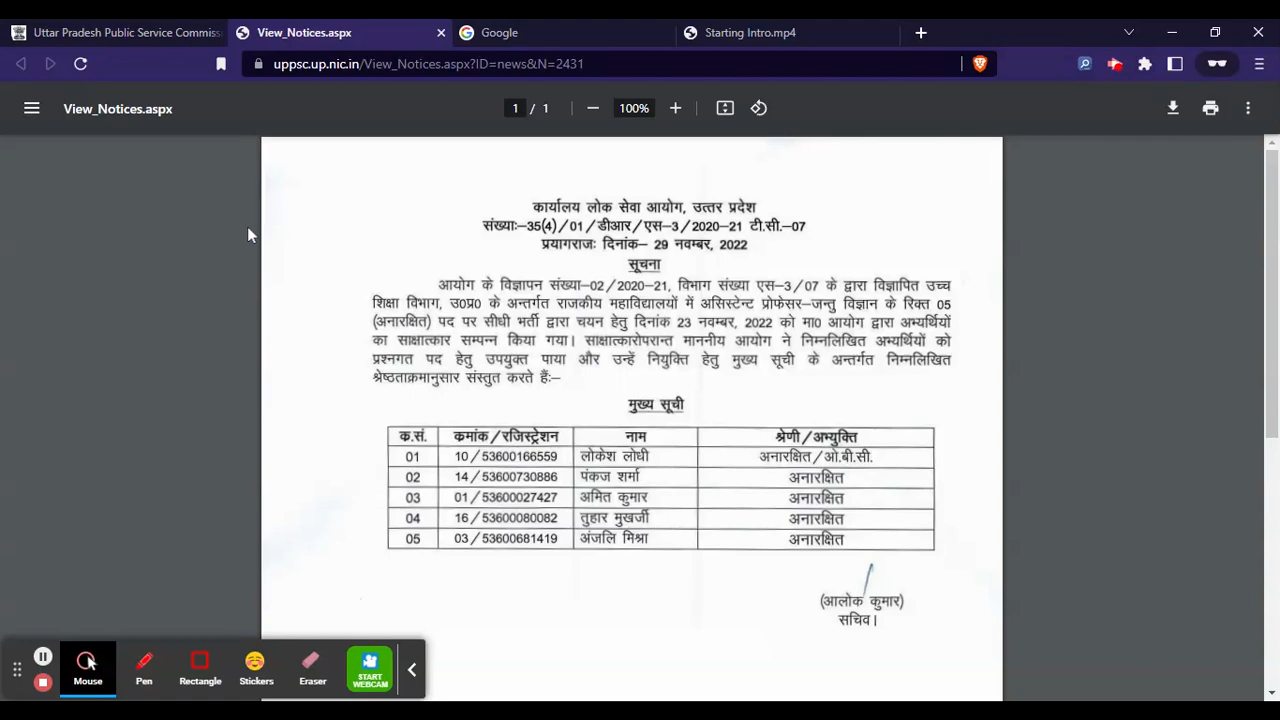 Uttar Pradesh Public Service Commiss
View_Notices.aspx
Google
Starting Intro.mp4
uppsc.up.nic.in/View_Notices.aspx?ID=news&N=2431
View_Notices.aspx
1 / 1
100%
कार्यालय लोक सेवा आयोग, उत्तर प्रदेश
संख्याः–35(4)/01/डीआर/एस–3/2020–21 टी.सी.–07
प्रयागराजः दिनांक– 29 नवम्बर, 2022
सूचना
आयोग के विज्ञापन संख्या–02/2020–21, विभाग संख्या एस–3/07 के द्वारा विज्ञापित उच्च
शिक्षा विभाग, उ0प्र0 के अन्तर्गत राजकीय महाविद्यालयों में असिस्टेन्ट प्रोफेसर–जन्तु विज्ञान के रिक्त 05
(अनारक्षित) पद पर सीधी भर्ती द्वारा चयन हेतु दिनांक 23 नवम्बर, 2022 को मा0 आयोग द्वारा अभ्यर्थियों
का साक्षात्कार सम्पन्न किया गया। साक्षात्कारोपरान्त माननीय आयोग ने निम्नलिखित अभ्यर्थियों को
प्रश्नगत पद हेतु उपयुक्त पाया और उन्हें नियुक्ति हेतु मुख्य सूची के अन्तर्गत निम्नलिखित
श्रेष्ठताक्रमानुसार संस्तुत करते हैंः–
मुख्य सूची
क.सं. कमांक/रजिस्ट्रेशन नाम श्रेणी/अभ्युक्ति
01 10/53600166559 लोकेश लोधी अनारक्षित/ओ.बी.सी.
02 14/53600730886 पंकज शर्मा अनारक्षित
03 01/53600027427 अमित कुमार अनारक्षित
04 16/53600080082 तुहार मुखर्जी अनारक्षित
05 03/53600681419 अंजलि मिश्रा अनारक्षित
(आलोक कुमार)
सचिव।
Mouse
Pen
Rectangle
Stickers
Eraser
START
WEBCAM